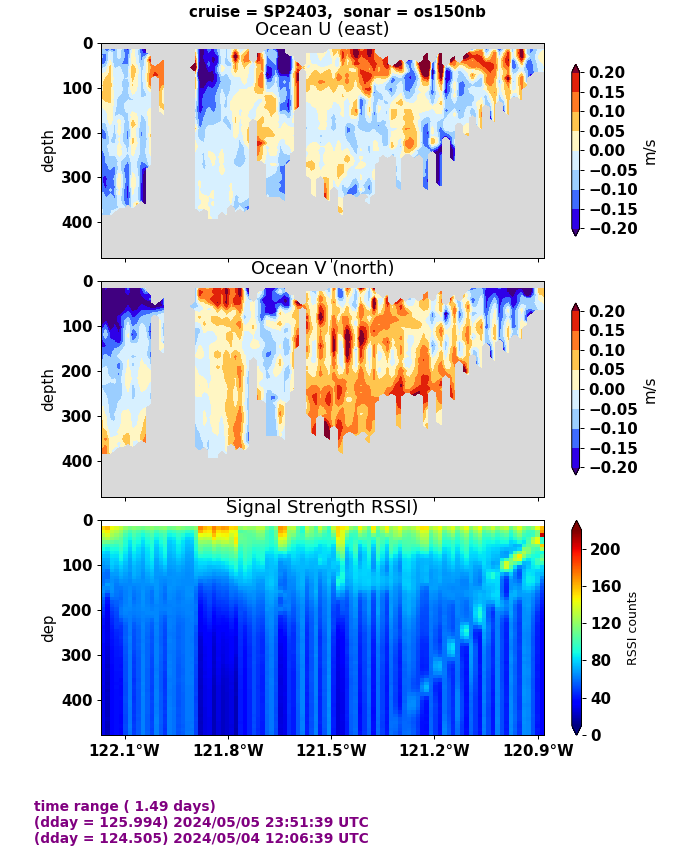 cruise = SP2403,  sonar = os150nb
Ocean U (east)
0
100
200
300
400
depth
0.20
0.15
0.10
0.05
0.00
−0.05
−0.10
−0.15
−0.20
m/s
Ocean V (north)
0
100
200
300
400
depth
0.20
0.15
0.10
0.05
0.00
−0.05
−0.10
−0.15
−0.20
m/s
Signal Strength RSSI)
0
100
200
300
400
dep
200
160
120
80
40
0
RSSI counts
122.1°W 121.8°W 121.5°W 121.2°W 120.9°W
time range ( 1.49 days)
(dday = 125.994) 2024/05/05 23:51:39 UTC
(dday = 124.505) 2024/05/04 12:06:39 UTC